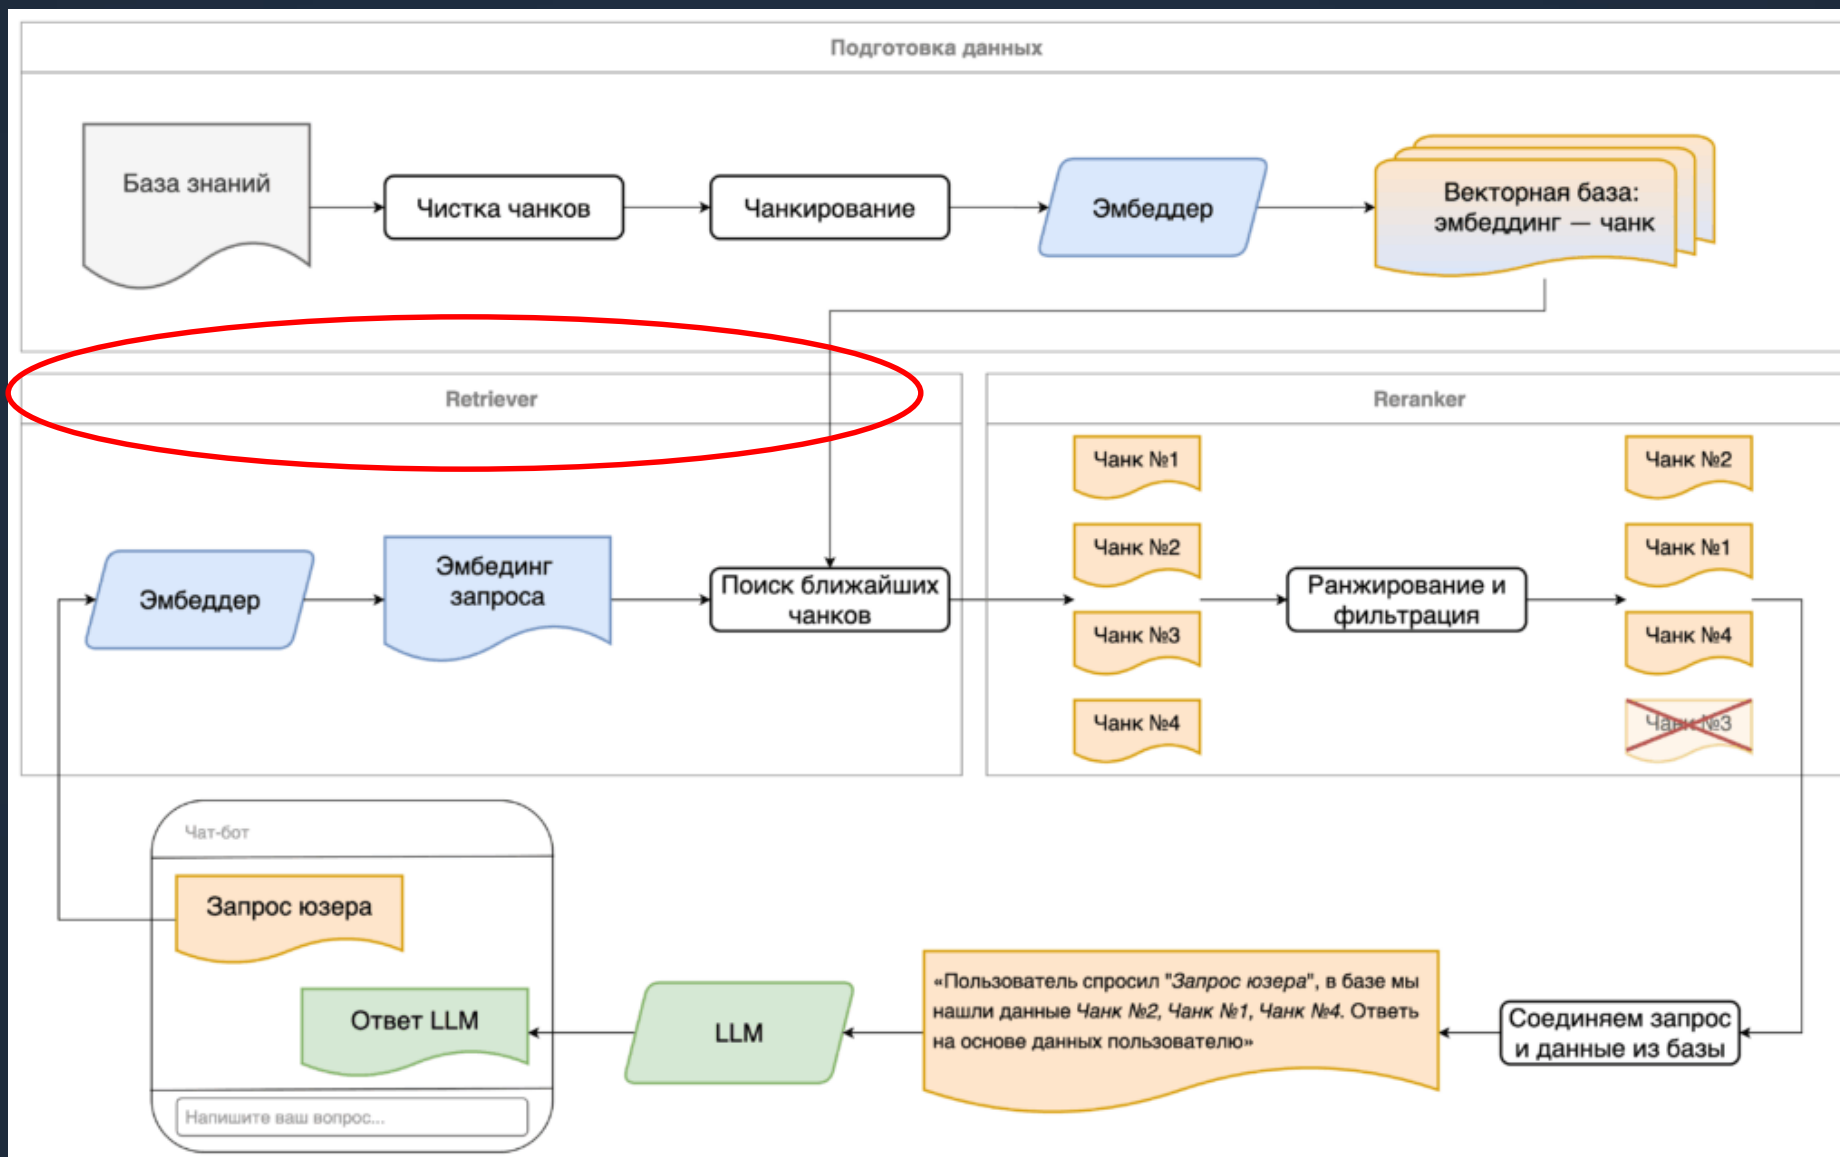 Подготовка данных
База знаний
Чистка чанков
Чанкирование
Эмбеддер
Векторная база:
эмбеддинг — чанк
Retriever
Эмбеддер
Эмбединг
запроса
Поиск ближайших
чанков
Reranker
Чанк №1
Чанк №2
Чанк №3
Чанк №4
Ранжирование и
фильтрация
Чанк №2
Чанк №1
Чанк №4
Чанк №3
Чат-бот
Запрос юзера
Ответ LLM
Напишите ваш вопрос...
LLM
«Пользователь спросил "Запрос юзера", в базе мы
нашли данные Чанк №2, Чанк №1, Чанк №4. Ответь
на основе данных пользователю»
Соединяем запрос
и данные из базы